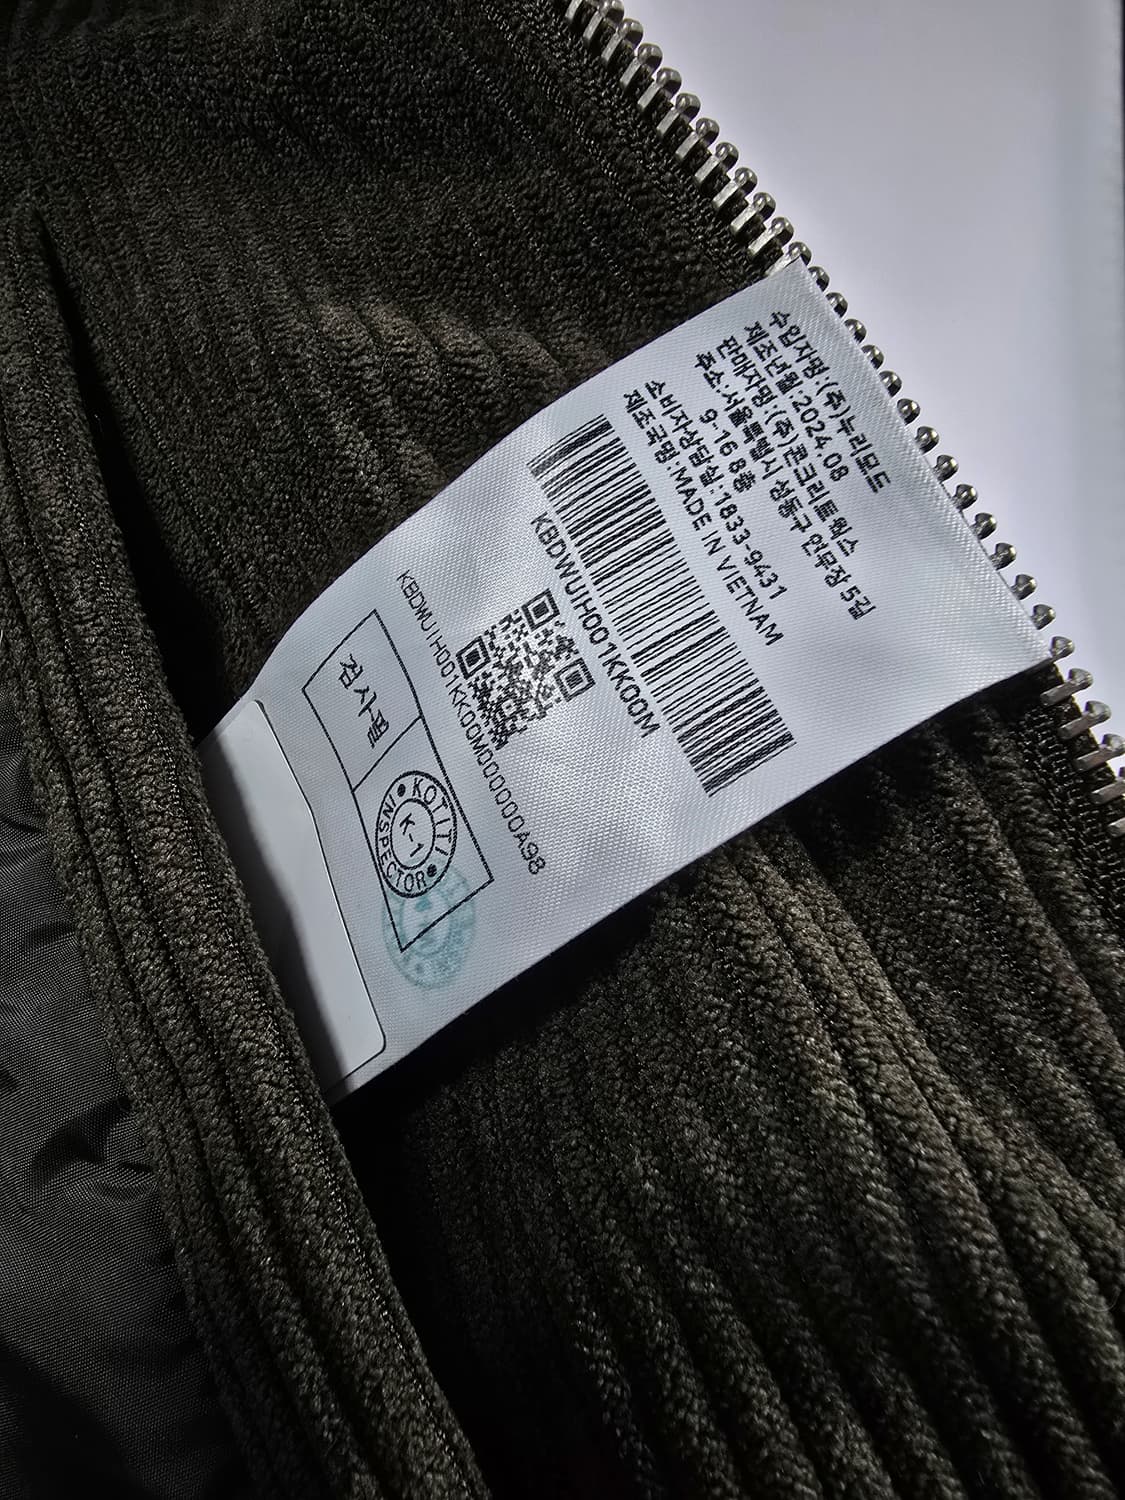 수입자명:(주)누리모드
제조년월:2024.08
판매자명:(주)콘크리트웍스
주소:서울특별시 성동구 연무장 5길
9-16 8층
소비자상담실:1833-9431
제조국명:MADE IN VIETNAM
KBDWUJH001KK00M
KBDWUJH001KK00M000000A98
검사필
KOTITI
K-1
INSPECTOR